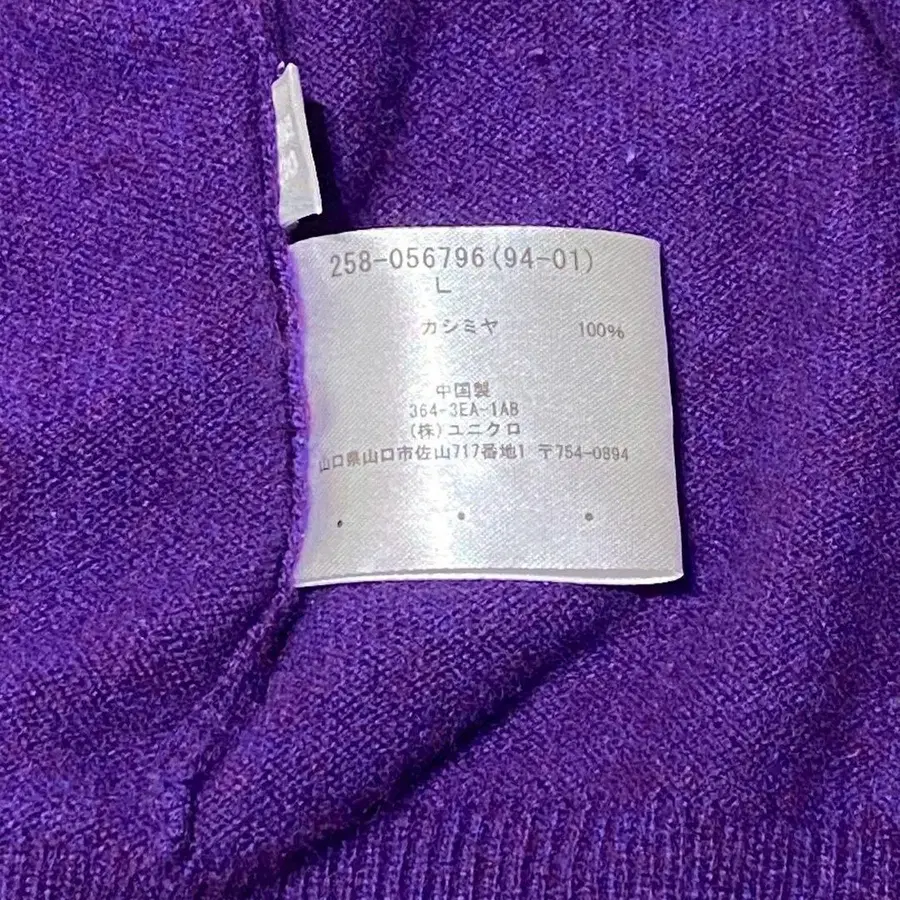 258-056796(94-01)
L
カシミヤ 100%
中国製
364-3EA-1AB
(株)ユニクロ
山口県山口市佐山717番地1 〒754-0894